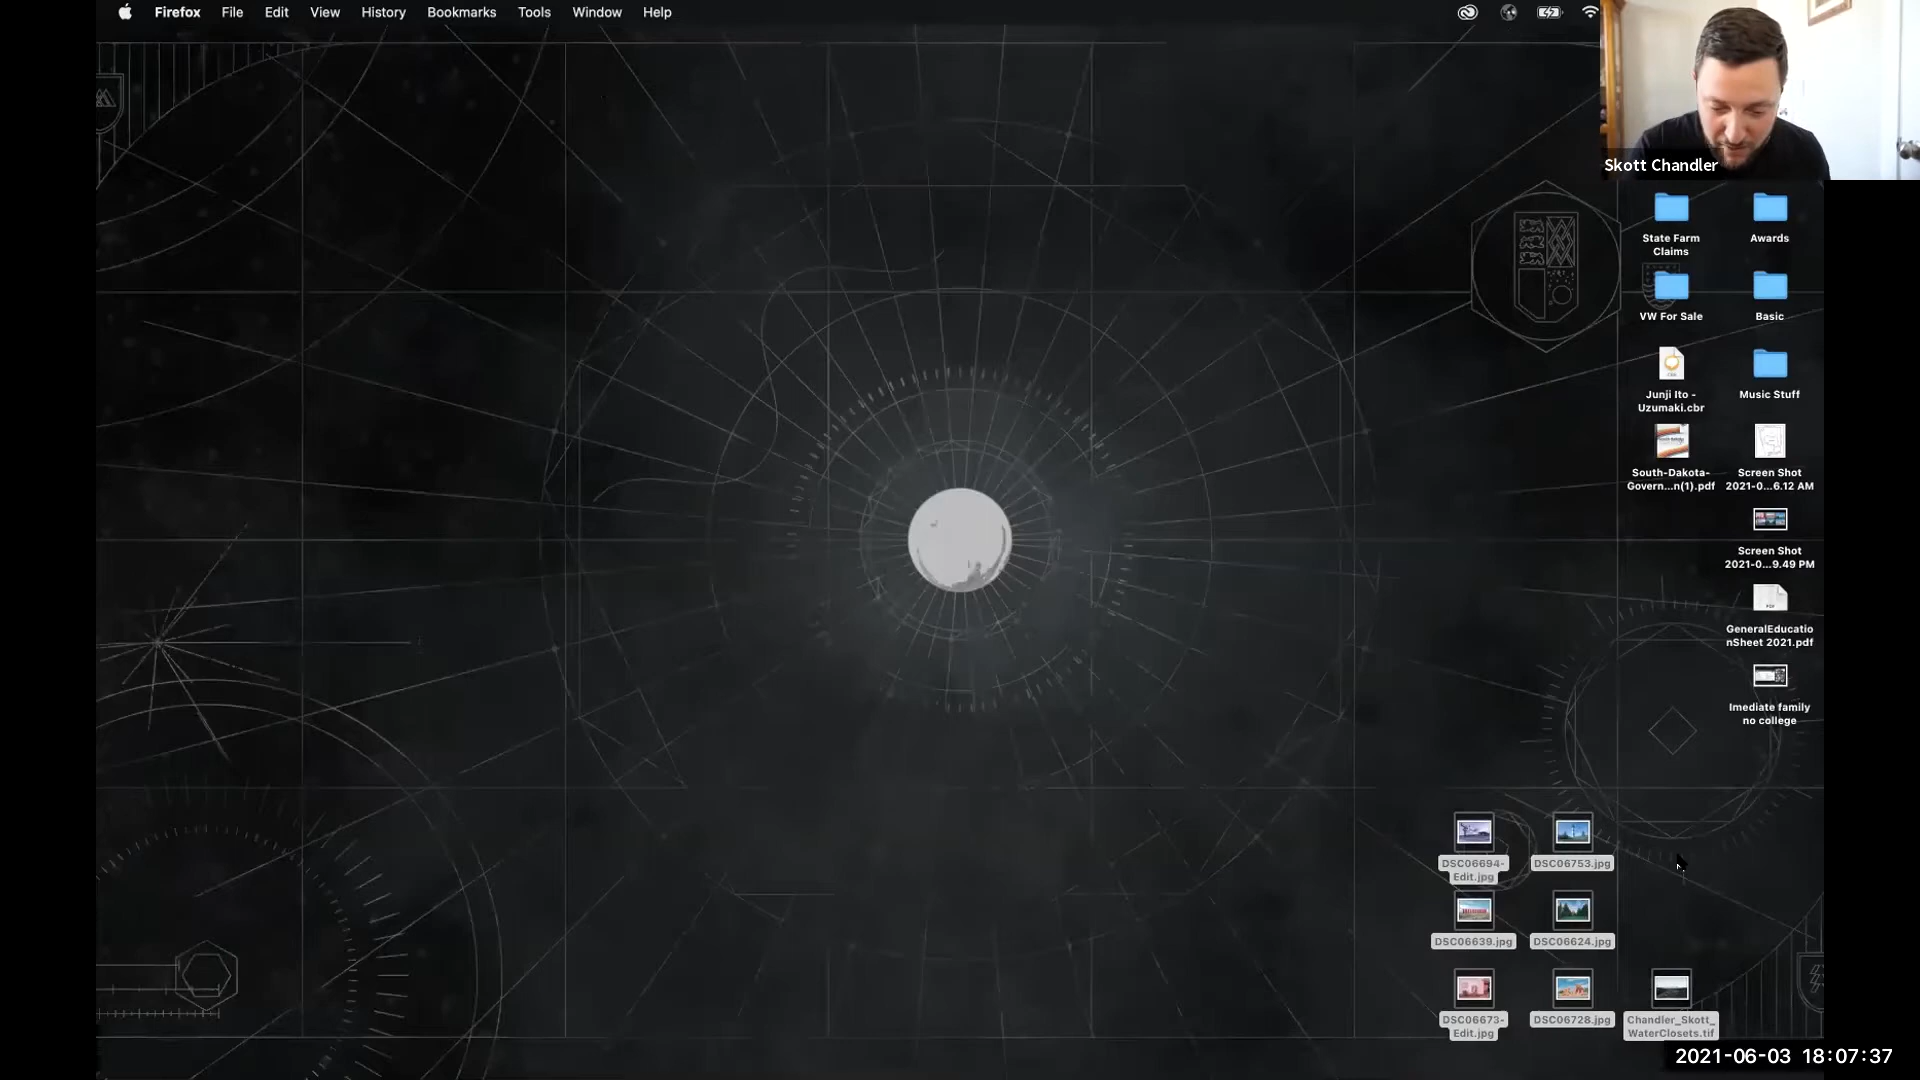 Firefox File Edit View History Bookmarks Tools Window Help
Skott Chandler
State Farm
Claims
Awards
VW For Sale
Basic
Junji Ito -
Uzumaki.cbr
Music Stuff
South-Dakota-
Govern...n(1).pdf
Screen Shot
2021-0...6.12 AM
Screen Shot
2021-0...9.49 PM
GeneralEducatio
nSheet 2021.pdf
Imediate family
no college
DSC06694-
Edit.jpg
DSC06753.jpg
DSC06639.jpg
DSC06624.jpg
DSC06673-
Edit.jpg
DSC06728.jpg
Chandler_Skott_
WaterClosets.tif
2021-06-03 18:07:37